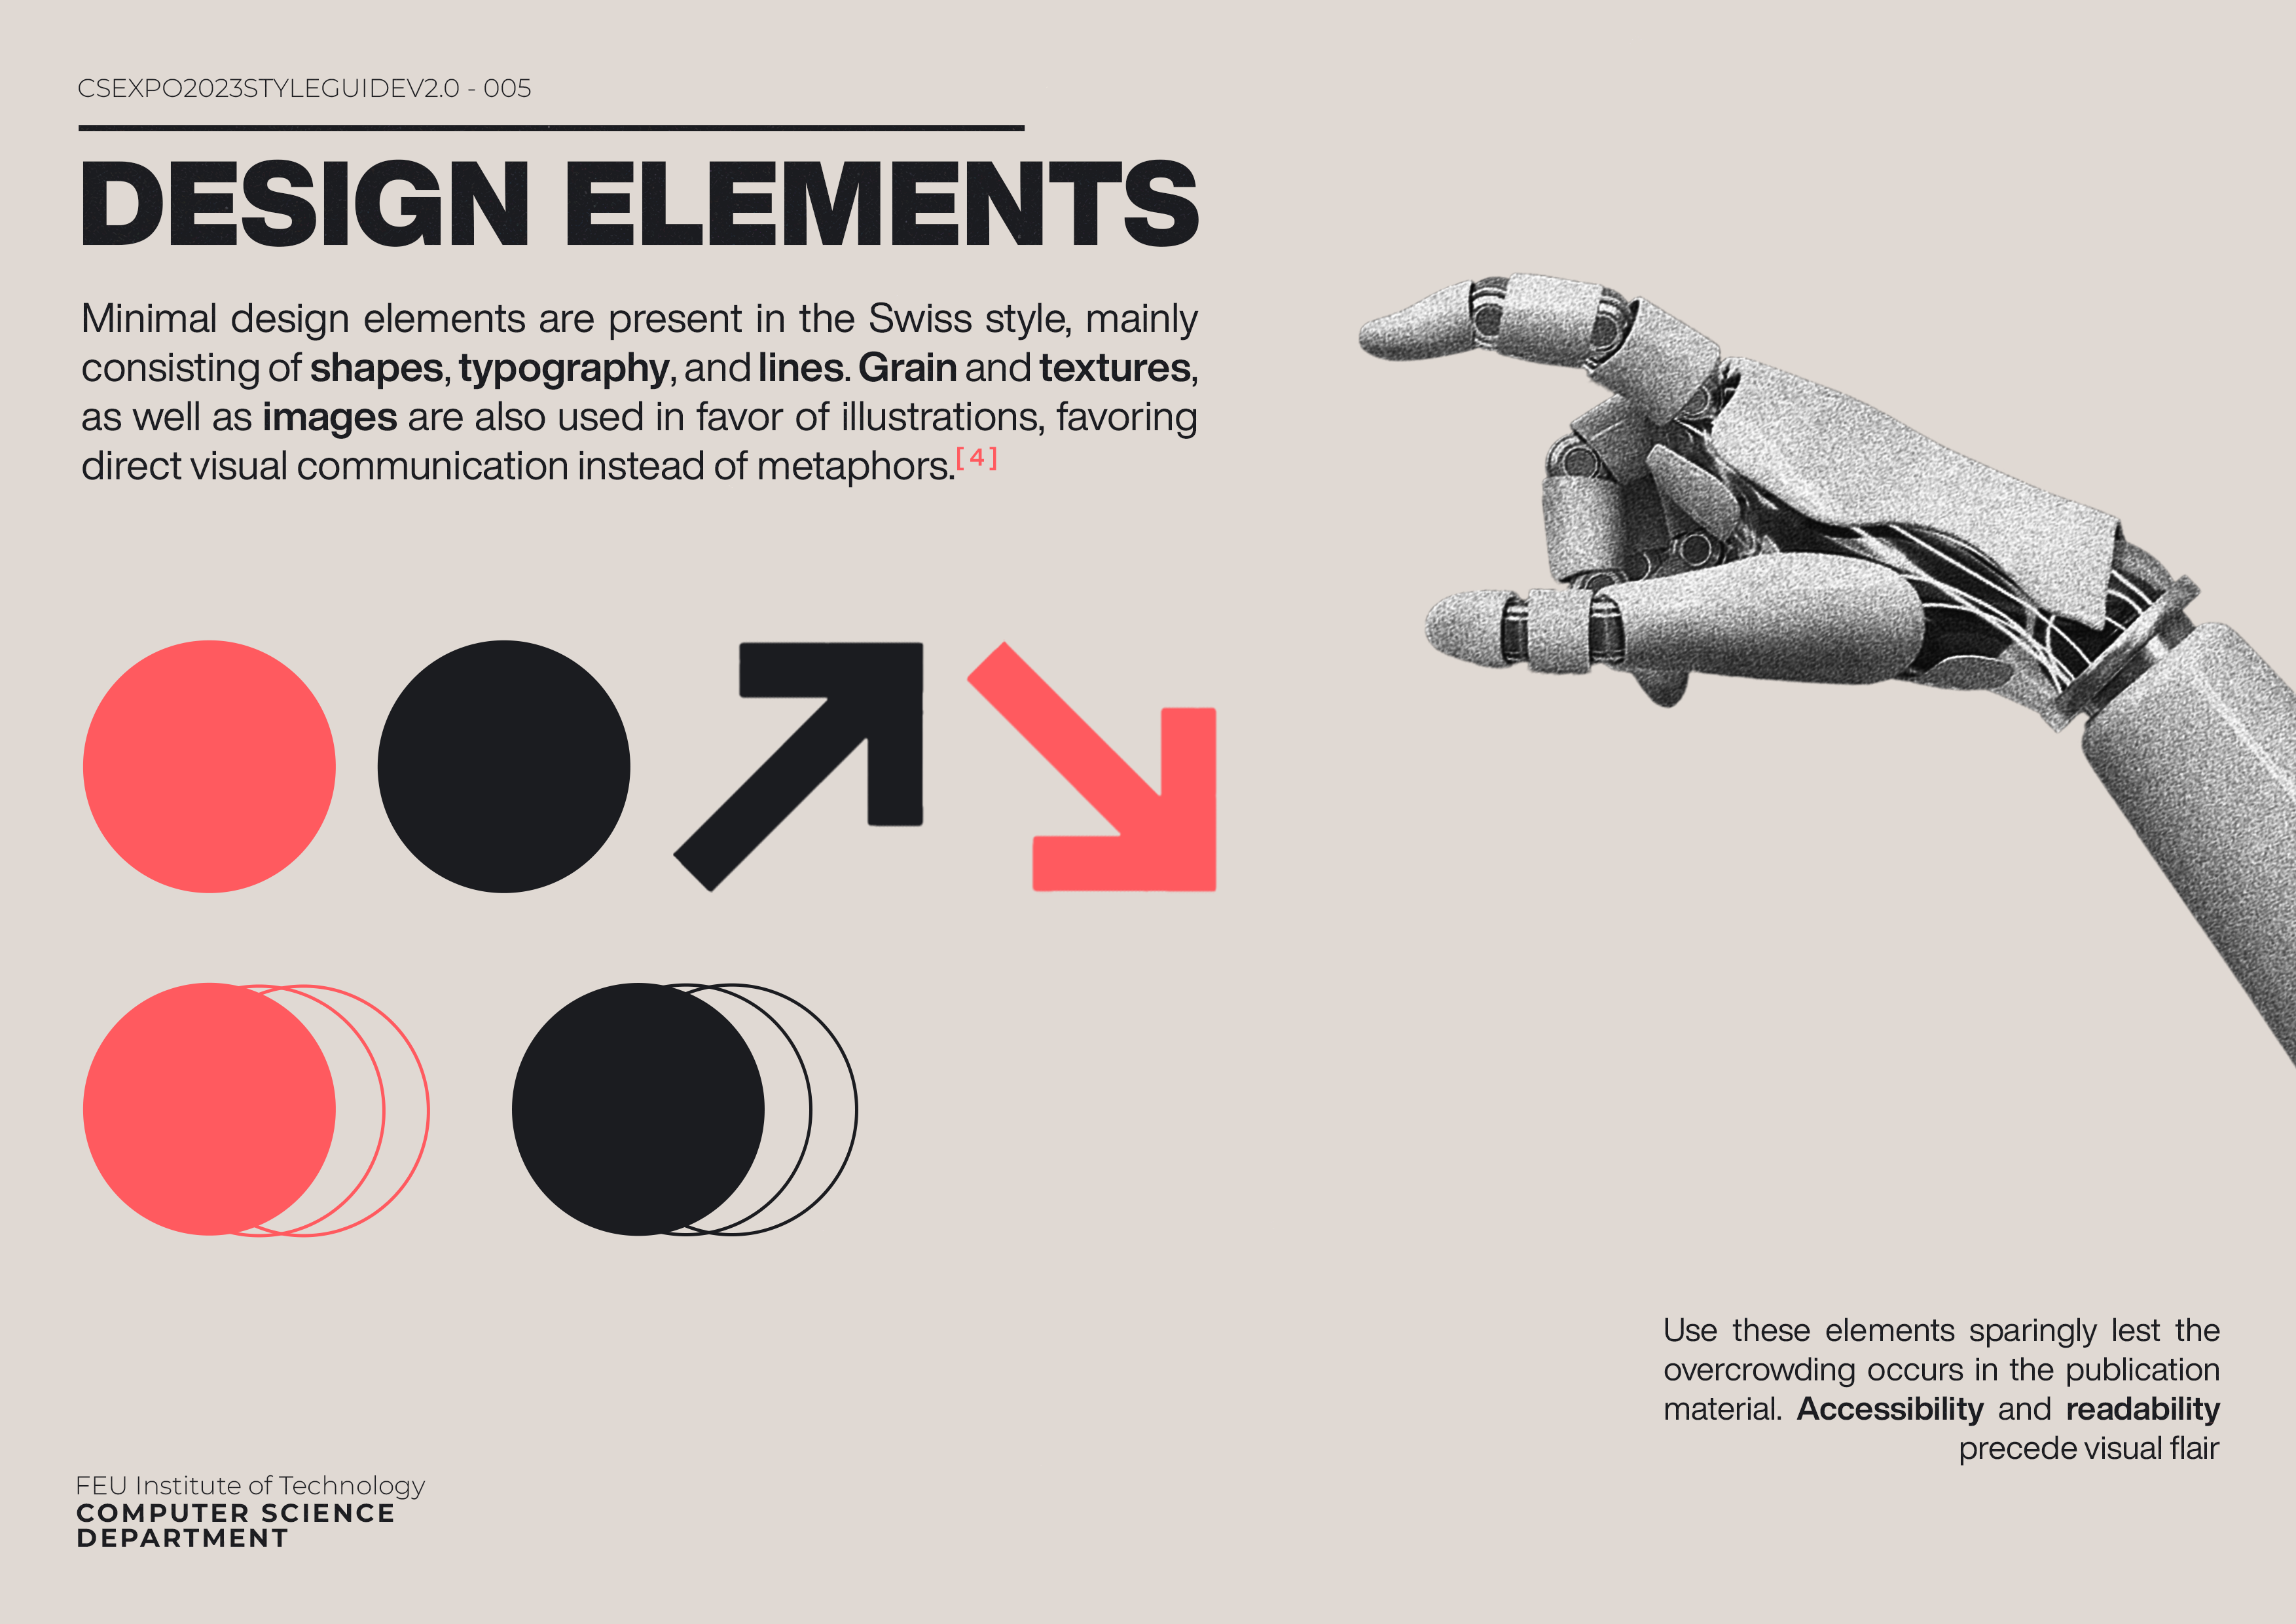 CSEXPO2023STYLEGUIDEV2.0 - 005
DESIGN ELEMENTS
Minimal design elements are present in the Swiss style, mainly
consisting of shapes, typography, and lines. Grain and textures,
as well as images are also used in favor of illustrations, favoring
direct visual communication instead of metaphors.[4]
Use these elements sparingly lest the
overcrowding occurs in the publication
material. Accessibility and readability
precede visual flair
FEU Institute of Technology
COMPUTER SCIENCE
DEPARTMENT